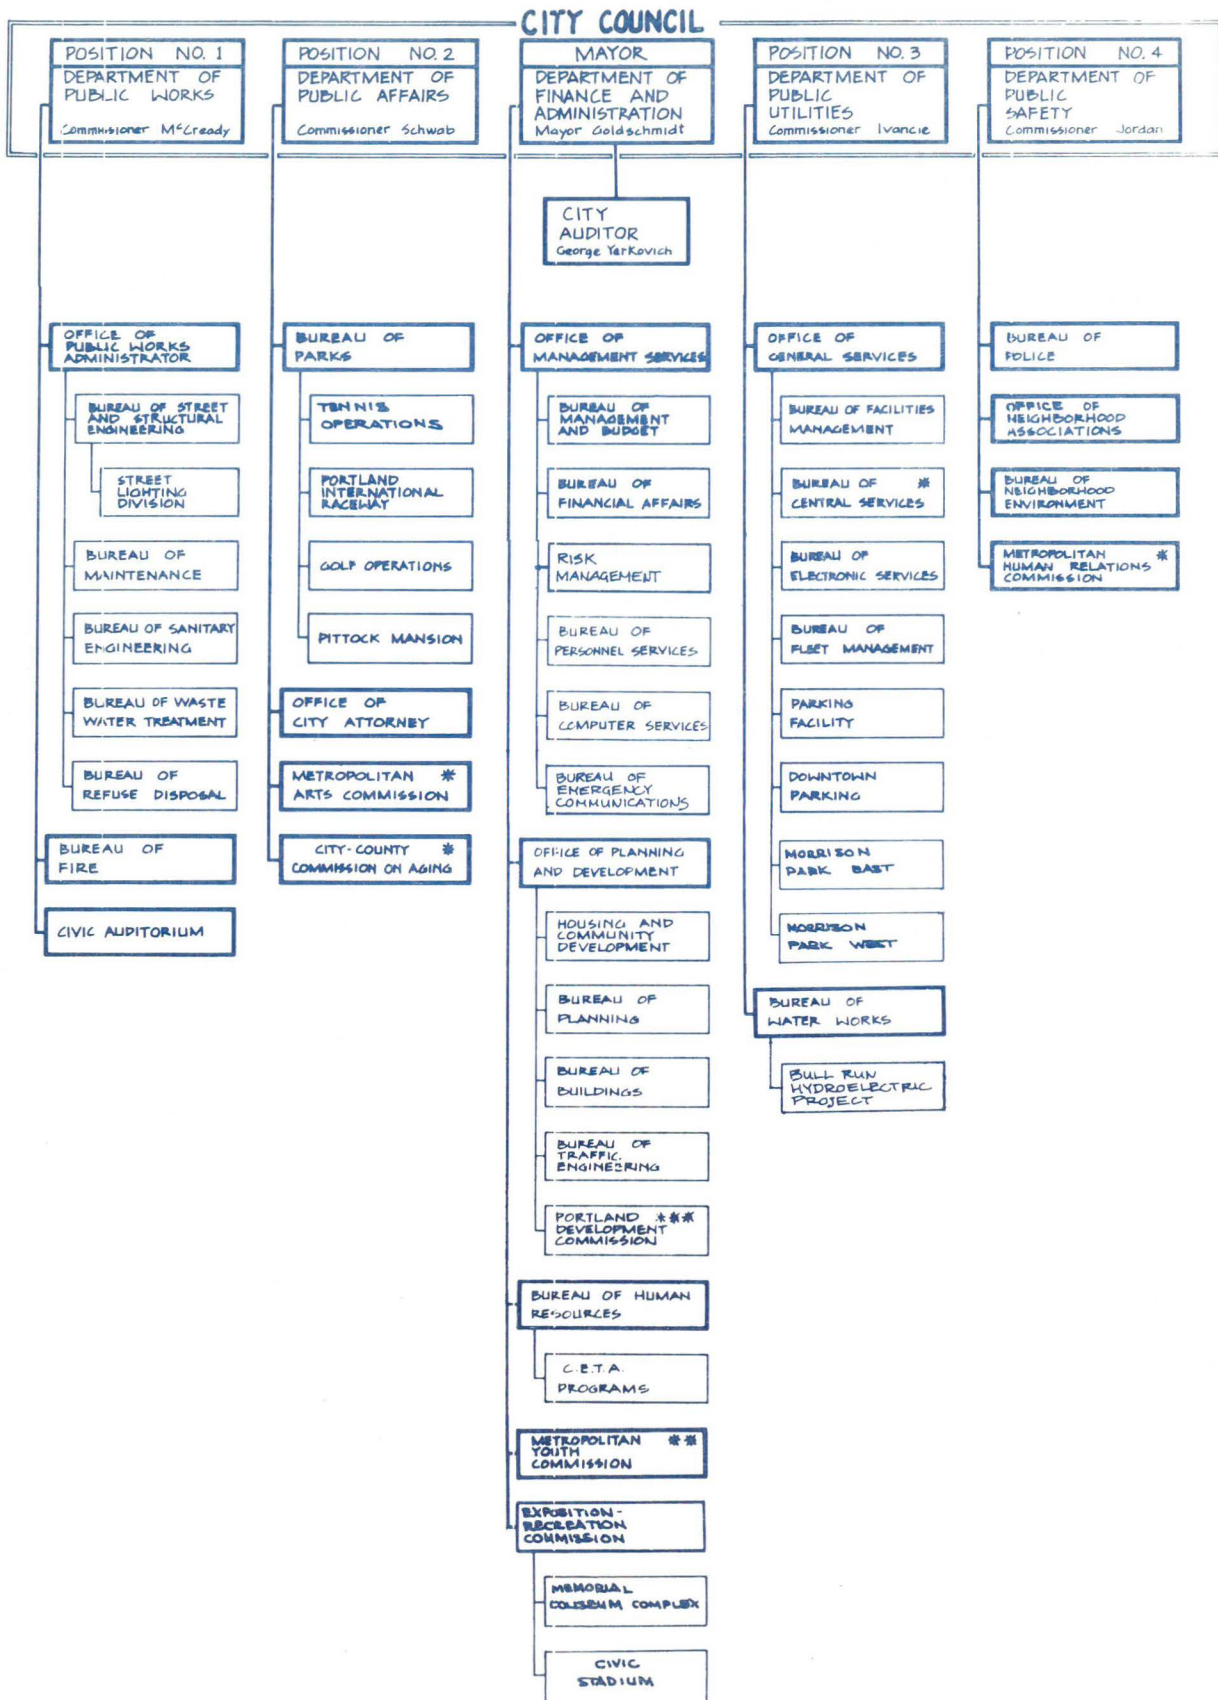 CITY COUNCIL
POSITION NO. 1
DEPARTMENT OF
PUBLIC WORKS
Commissioner McCready
POSITION NO. 2
DEPARTMENT OF
PUBLIC AFFAIRS
Commissioner Schwab
MAYOR
DEPARTMENT OF
FINANCE AND
ADMINISTRATION
Mayor Goldschmidt
POSITION NO. 3
DEPARTMENT OF
PUBLIC
UTILITIES
Commissioner Ivancie
POSITION NO. 4
DEPARTMENT OF
PUBLIC
SAFETY
Commissioner Jordan
CITY
AUDITOR
George Yerkovich
OFFICE OF
PUBLIC WORKS
ADMINISTRATOR
BUREAU OF STREET
AND STRUCTURAL
ENGINEERING
STREET
LIGHTING
DIVISION
BUREAU OF
MAINTENANCE
BUREAU OF SANITARY
ENGINEERING
BUREAU OF WASTE
WATER TREATMENT
BUREAU OF
REFUSE DISPOSAL
BUREAU OF
FIRE
CIVIC AUDITORIUM
BUREAU OF
PARKS
TENNIS
OPERATIONS
PORTLAND
INTERNATIONAL
RACEWAY
GOLF OPERATIONS
PITTOCK MANSION
OFFICE OF
CITY ATTORNEY
METROPOLITAN *
ARTS COMMISSION
CITY-COUNTY *
COMMISSION ON AGING
OFFICE OF
MANAGEMENT SERVICES
BUREAU OF
MANAGEMENT
AND BUDGET
BUREAU OF
FINANCIAL AFFAIRS
RISK
MANAGEMENT
BUREAU OF
PERSONNEL SERVICES
BUREAU OF
COMPUTER SERVICES
BUREAU OF
EMERGENCY
COMMUNICATIONS
OFFICE OF PLANNING
AND DEVELOPMENT
HOUSING AND
COMMUNITY
DEVELOPMENT
BUREAU OF
PLANNING
BUREAU OF
BUILDINGS
BUREAU OF
TRAFFIC
ENGINEERING
PORTLAND ***
DEVELOPMENT
COMMISSION
BUREAU OF HUMAN
RESOURCES
C.E.T.A.
PROGRAMS
METROPOLITAN **
YOUTH
COMMISSION
EXPOSITION-
RECREATION
COMMISSION
MEMORIAL
COLISEUM COMPLEX
CIVIC
STADIUM
OFFICE OF
GENERAL SERVICES
BUREAU OF FACILITIES
MANAGEMENT
BUREAU OF *
CENTRAL SERVICES
BUREAU OF
ELECTRONIC SERVICES
BUREAU OF
FLEET MANAGEMENT
PARKING
FACILITY
DOWNTOWN
PARKING
MORRISON
PARK EAST
MORRISON
PARK WEST
BUREAU OF
WATER WORKS
BULL RUN
HYDROELECTRIC
PROJECT
BUREAU OF
POLICE
OFFICE OF
NEIGHBORHOOD
ASSOCIATIONS
BUREAU OF
NEIGHBORHOOD
ENVIRONMENT
METROPOLITAN *
HUMAN RELATIONS
COMMISSION